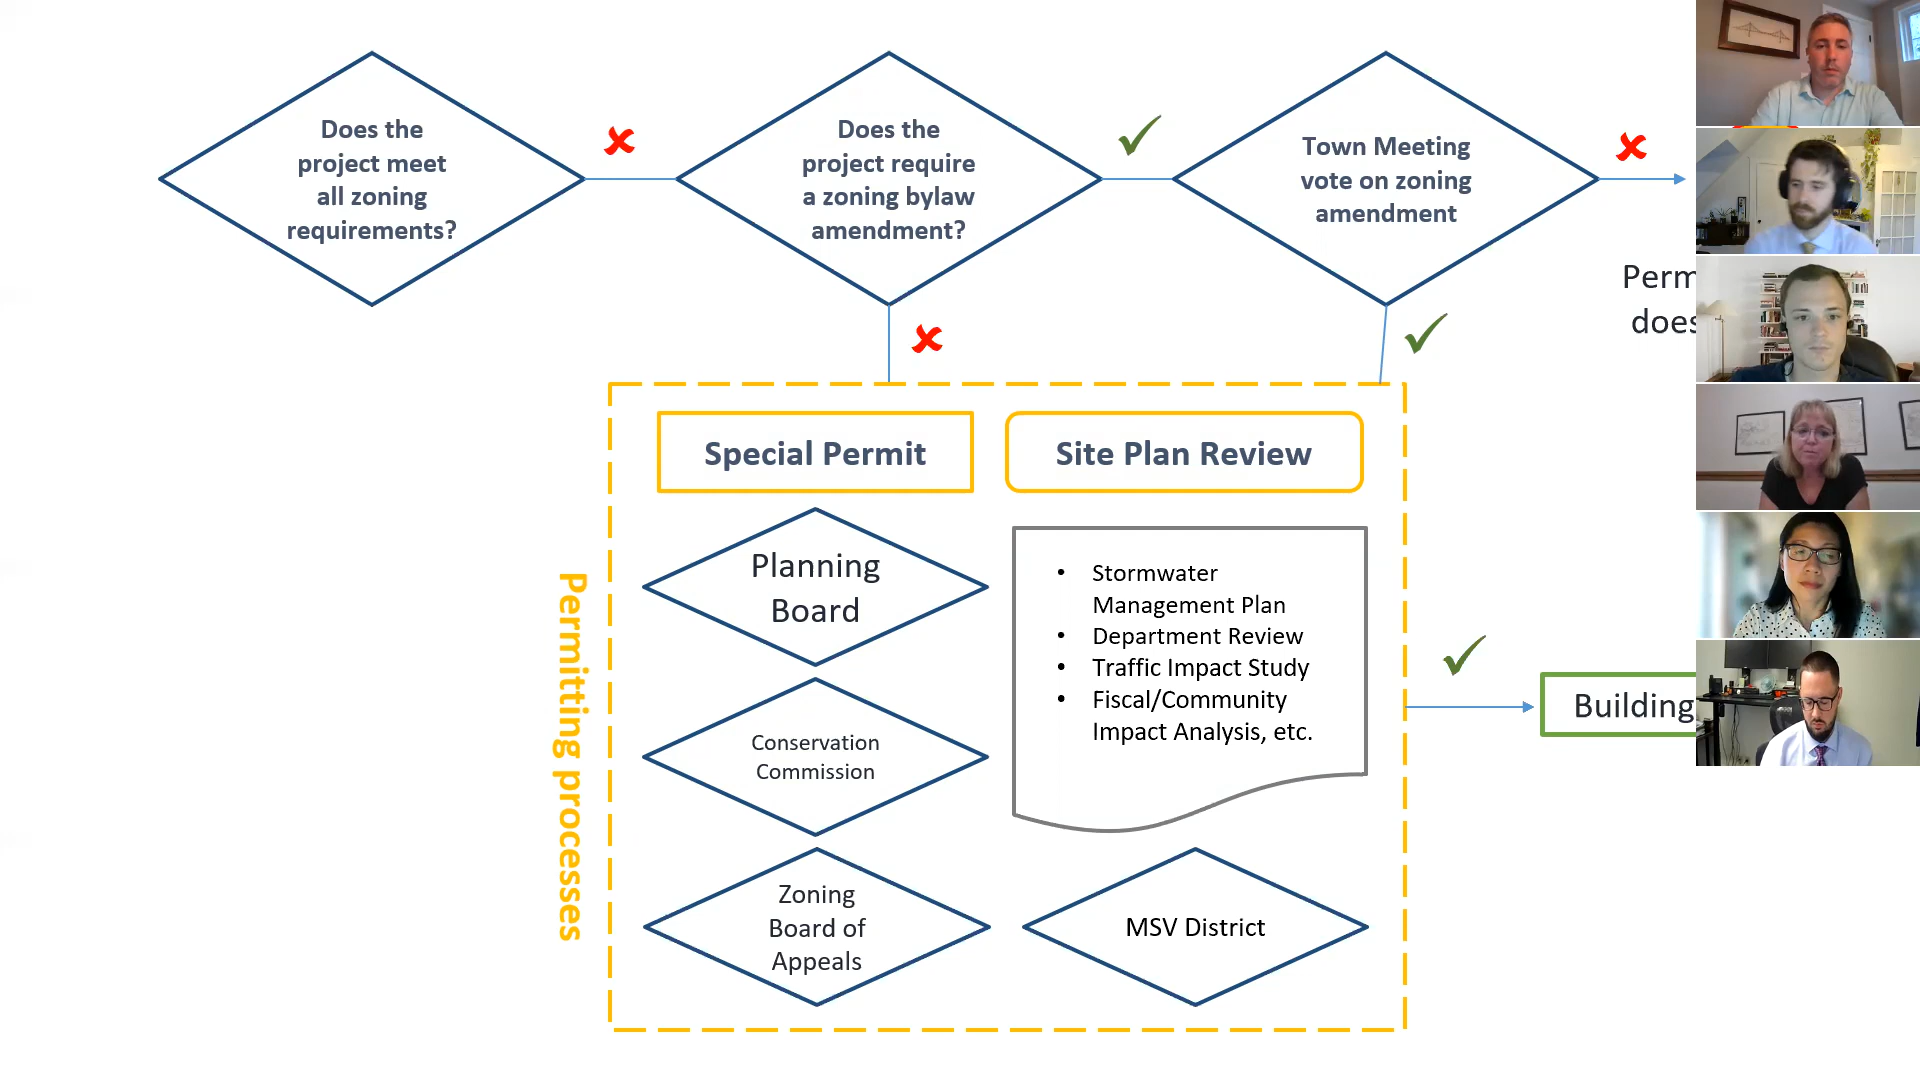 Does the
project meet
all zoning
requirements?
Does the
project require
a zoning bylaw
amendment?
Town Meeting
vote on zoning
amendment
Perm
does
Special Permit
Site Plan Review
Permitting processes
Planning
Board
Conservation
Commission
Zoning
Board of
Appeals
• Stormwater
Management Plan
• Department Review
• Traffic Impact Study
• Fiscal/Community
Impact Analysis, etc.
MSV District
Building